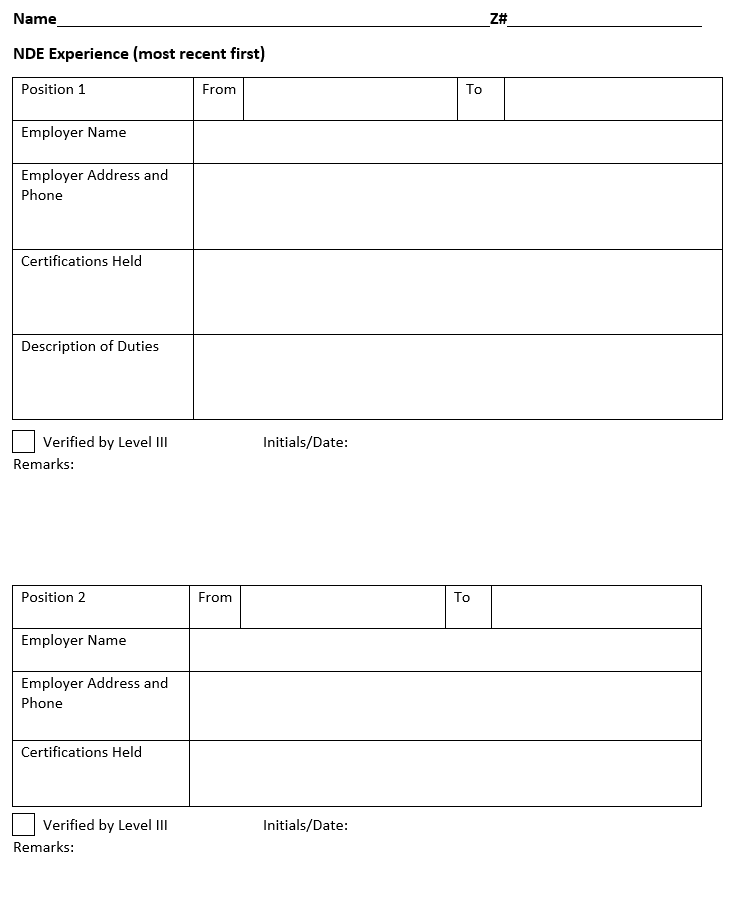 Name Z#
NDE Experience (most recent first)
Position 1 From To
Employer Name
Employer Address and
Phone
Certifications Held
Description of Duties
Verified by Level III Initials/Date:
Remarks:
Position 2 From To
Employer Name
Employer Address and
Phone
Certifications Held
Verified by Level III Initials/Date:
Remarks: